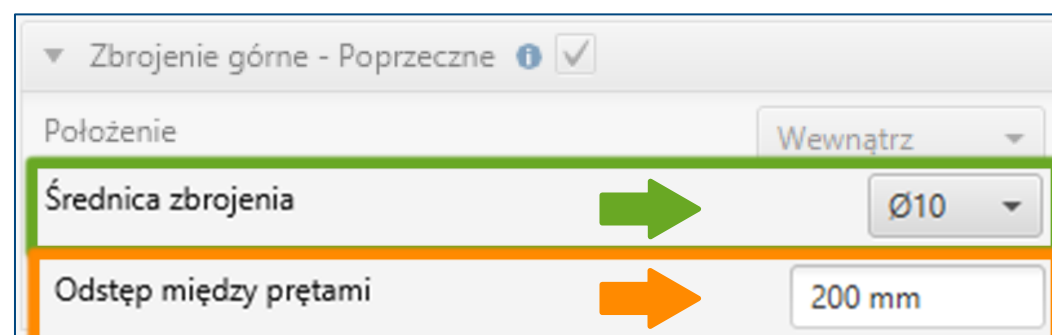 Zbrojenie górne - Poprzeczne
Położenie Wewnątrz
Średnica zbrojenia Ø10
Odstęp między prętami 200 mm